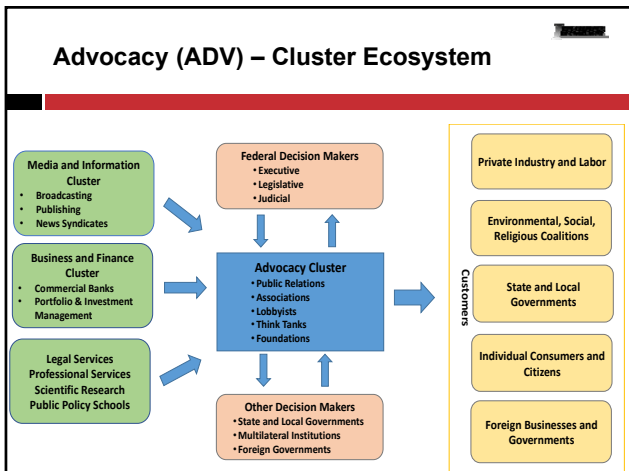 Advocacy (ADV) – Cluster Ecosystem
Media and Information
Cluster
• Broadcasting
• Publishing
• News Syndicates
Business and Finance
Cluster
• Commercial Banks
• Portfolio & Investment
Management
Legal Services
Professional Services
Scientific Research
Public Policy Schools
Federal Decision Makers
• Executive
• Legislative
• Judicial
Advocacy Cluster
• Public Relations
• Associations
• Lobbyists
• Think Tanks
• Foundations
Other Decision Makers
• State and Local Governments
• Multilateral Institutions
• Foreign Governments
Customers
Private Industry and Labor
Environmental, Social,
Religious Coalitions
State and Local
Governments
Individual Consumers and
Citizens
Foreign Businesses and
Governments